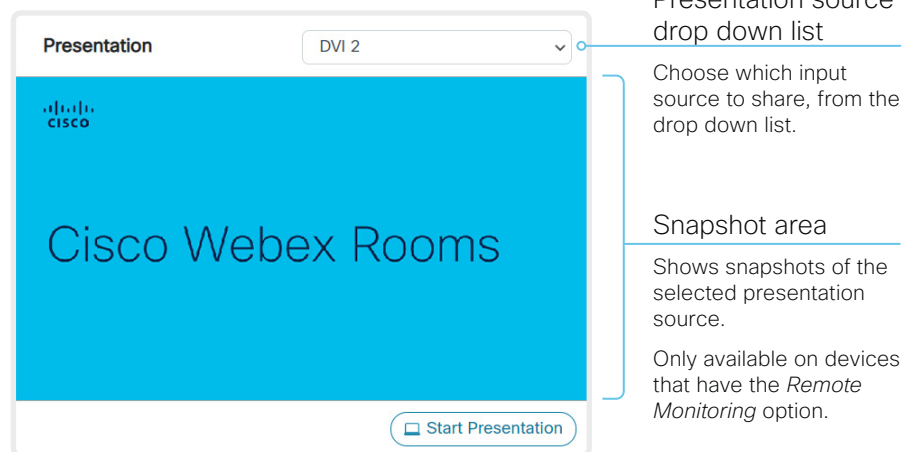 Presentation source
drop down list
Presentation
DVI 2
Choose which input
source to share, from the
drop down list.
cisco
Cisco Webex Rooms
Snapshot area
Shows snapshots of the
selected presentation
source.
Only available on devices
that have the Remote
Monitoring option.
Start Presentation